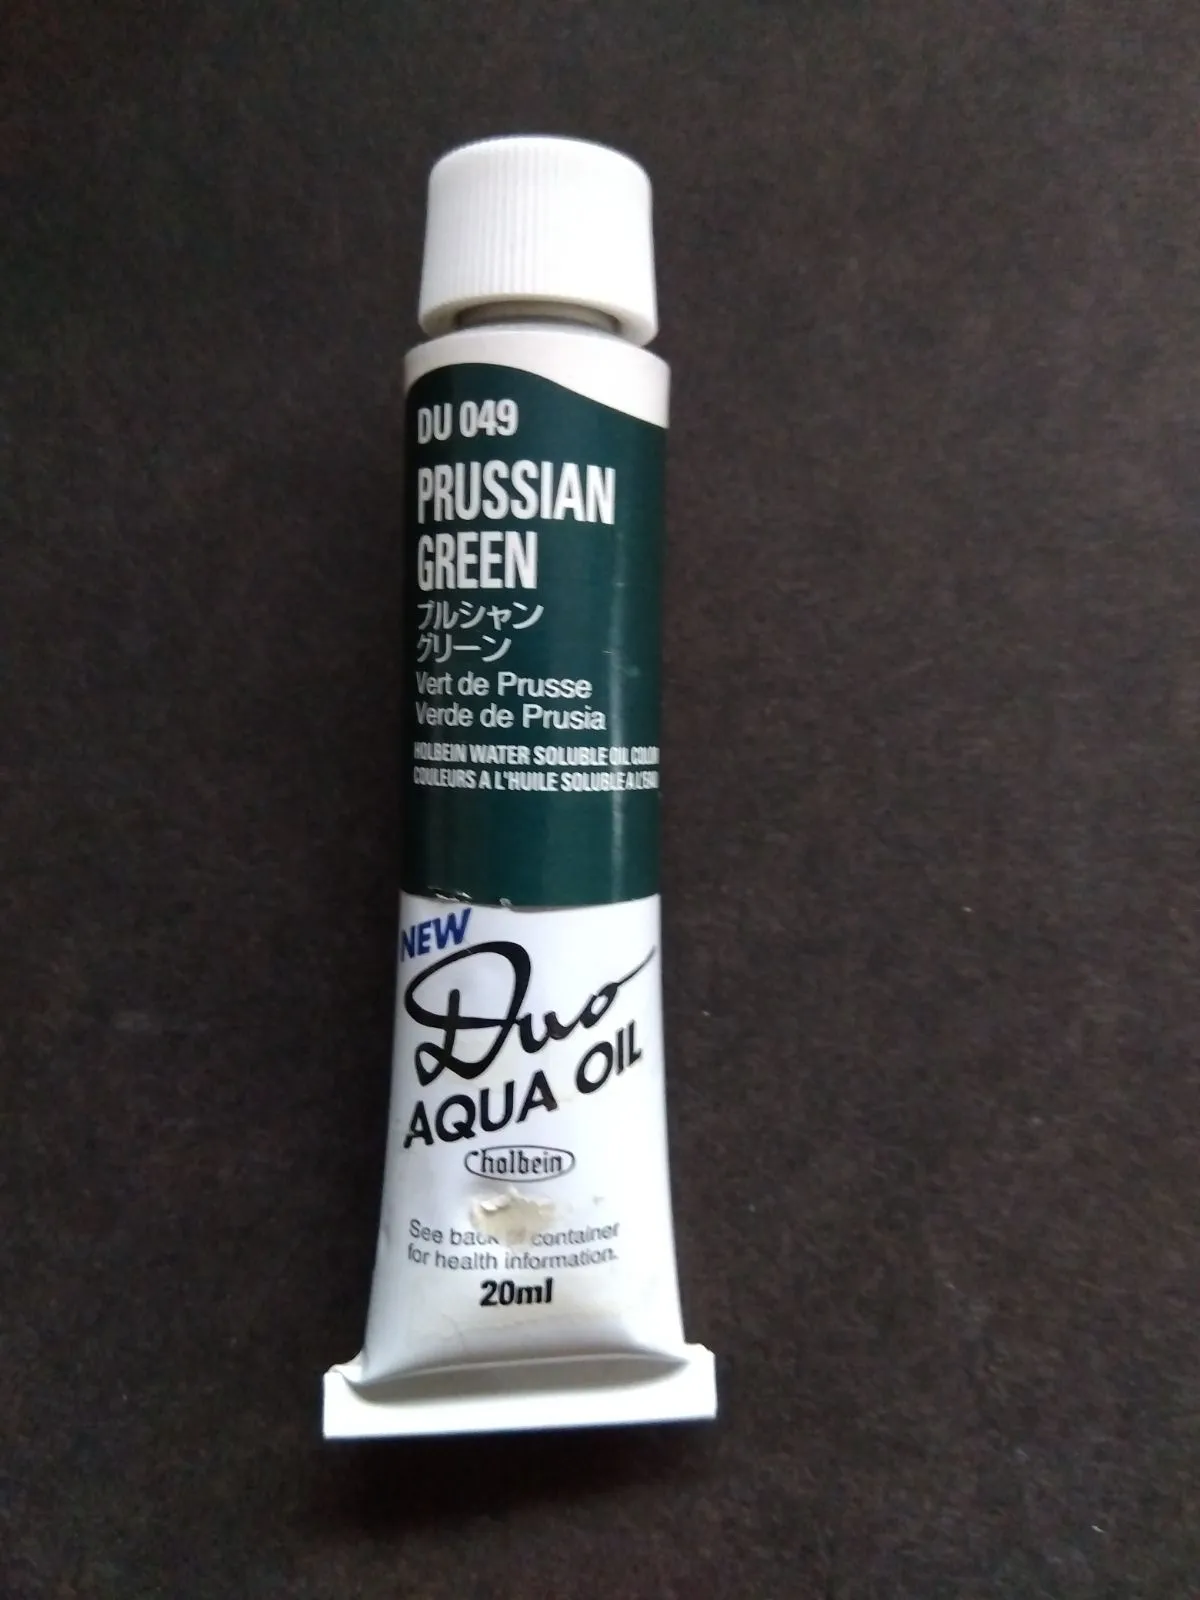 DU 049
PRUSSIAN
GREEN
プルシャン
グリーン
Vert de Prusse
Verde de Prusia
HOLBEIN WATER SOLUBLE OIL COLOR
COULEURS A L'HUILE SOLUBLE A L'EAU
NEW
Duo
AQUA OIL
holbein
See back of container
for health information.
20ml